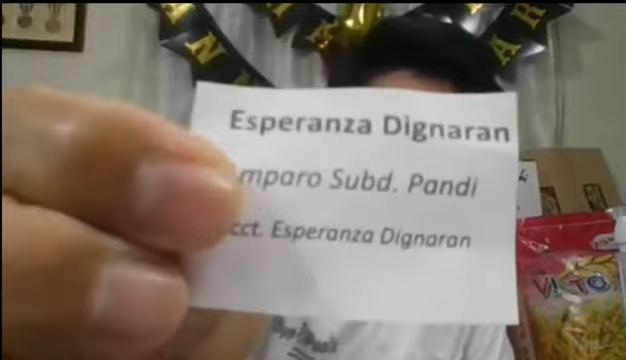 Esperanza Dignaran
mparo Subd. Pandi
cct. Esperanza Dignaran